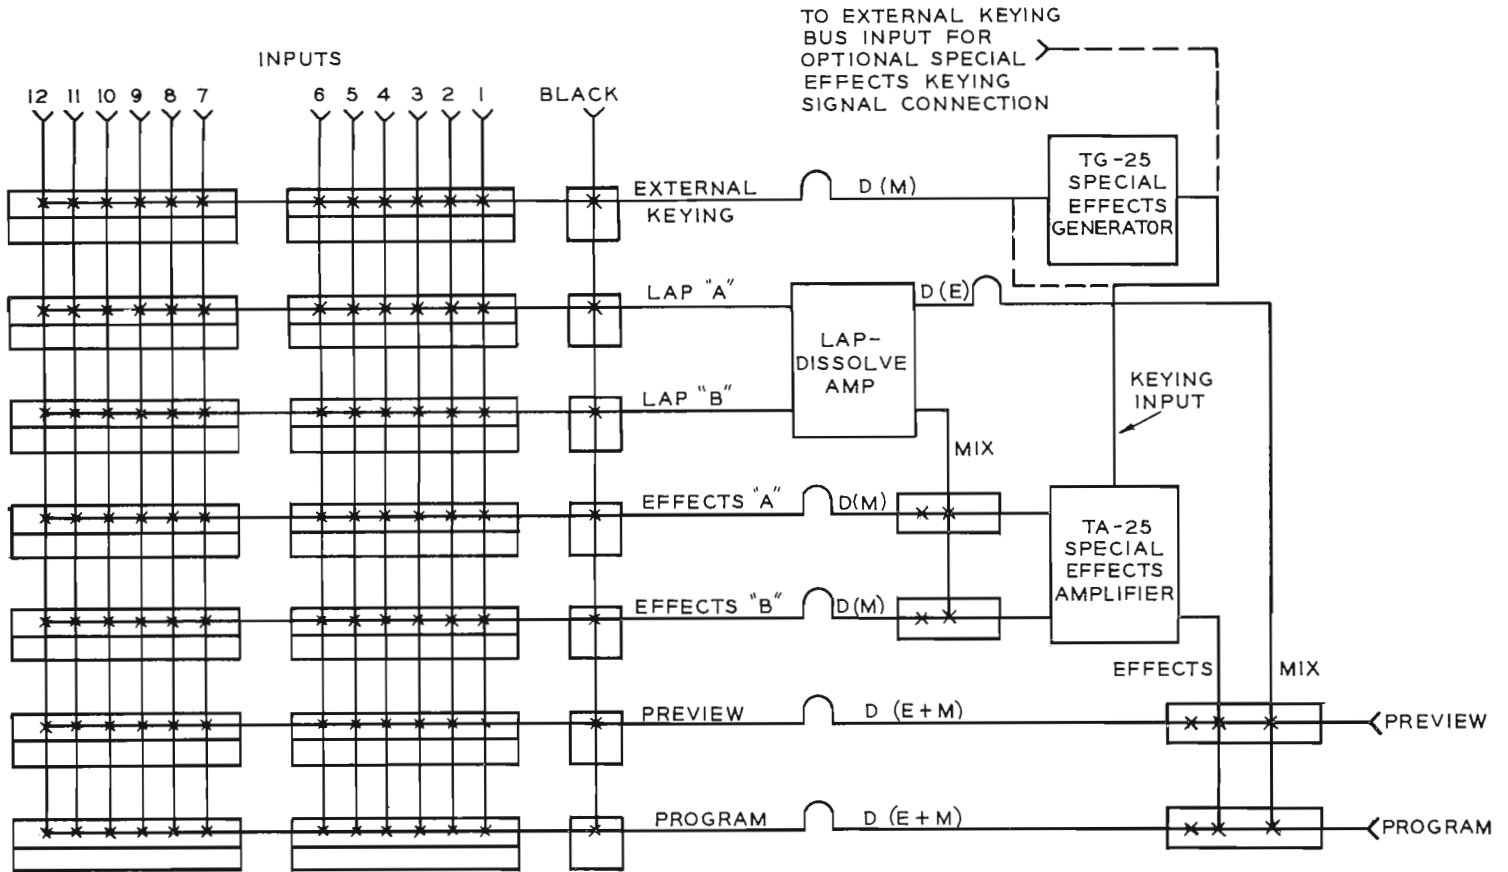 TO EXTERNAL KEYING
BUS INPUT FOR
OPTIONAL SPECIAL
EFFECTS KEYING
SIGNAL CONNECTION
INPUTS
12 11 10 9 8 7 6 5 4 3 2 1 BLACK
EXTERNAL
KEYING
D (M)
TG-25
SPECIAL
EFFECTS
GENERATOR
LAP "A"
D (E)
LAP-
DISSOLVE
AMP
LAP "B"
KEYING
INPUT
MIX
EFFECTS "A"
D(M)
TA-25
SPECIAL
EFFECTS
AMPLIFIER
EFFECTS "B"
D(M)
EFFECTS
MIX
PREVIEW
D (E+M)
PREVIEW
PROGRAM
D (E+M)
PROGRAM